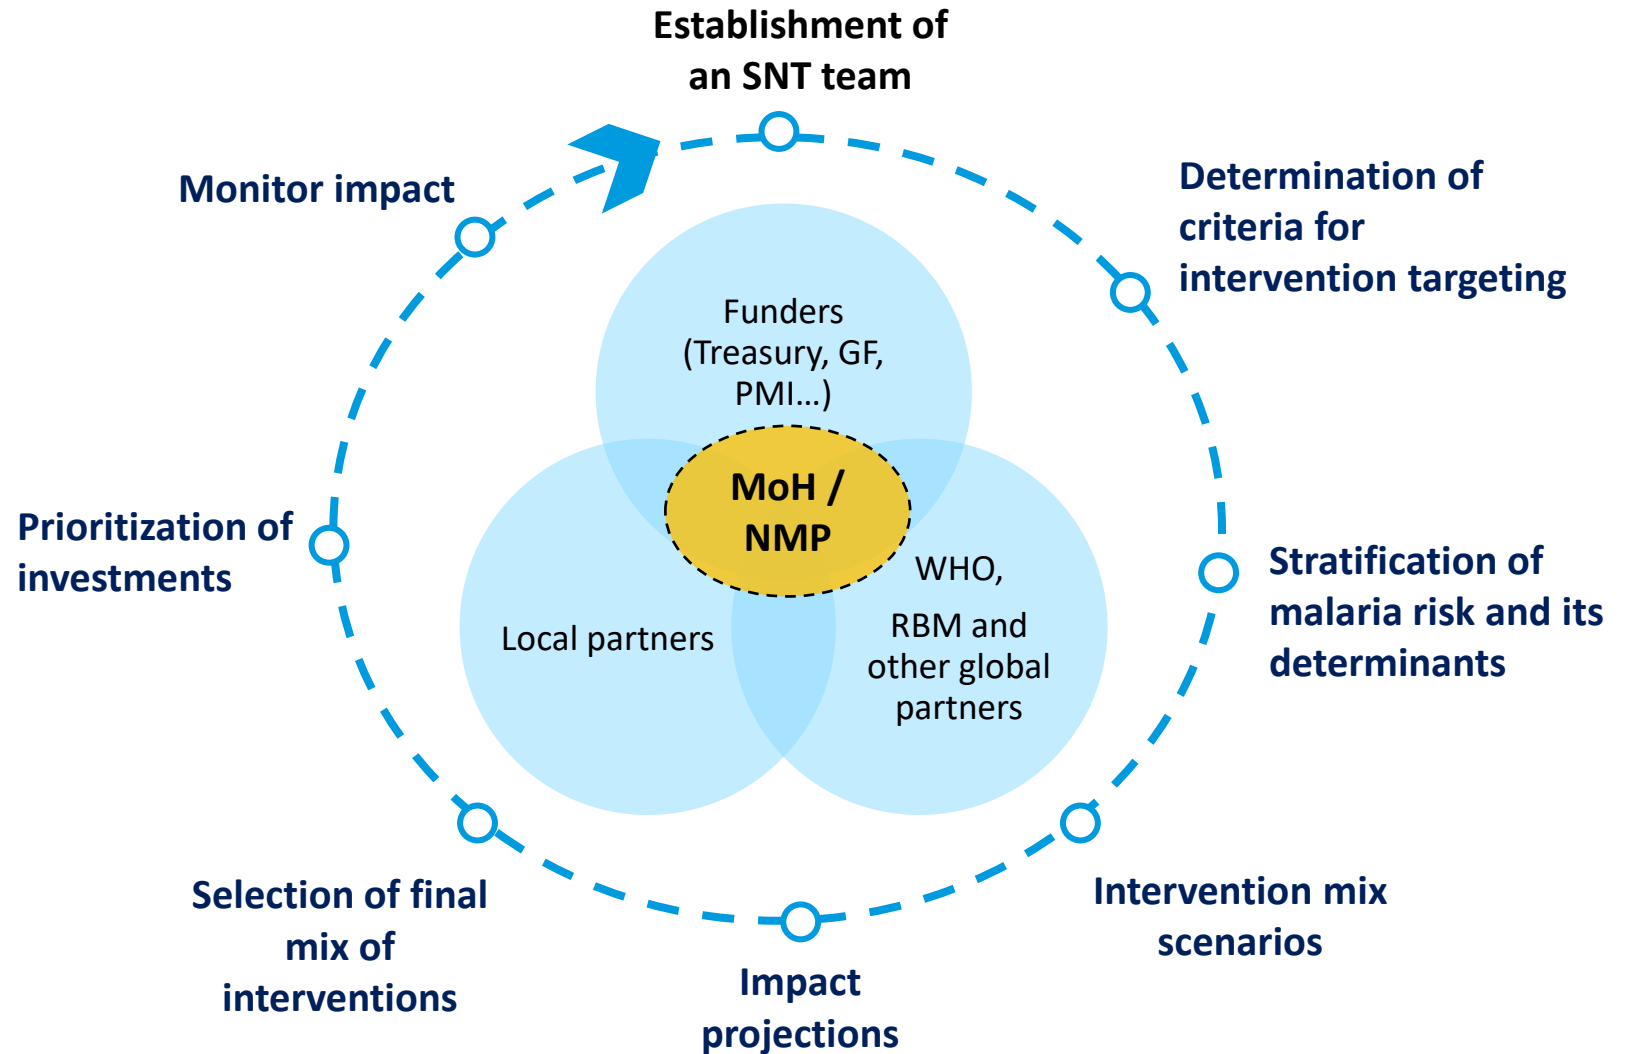 Establishment of
an SNT team
Determination of
criteria for
intervention targeting
Stratification of
malaria risk and its
determinants
Intervention mix
scenarios
Impact
projections
Selection of final
mix of
interventions
Prioritization of
investments
Monitor impact
Funders
(Treasury, GF,
PMI...)
MoH /
NMP
Local partners
WHO,
RBM and
other global
partners